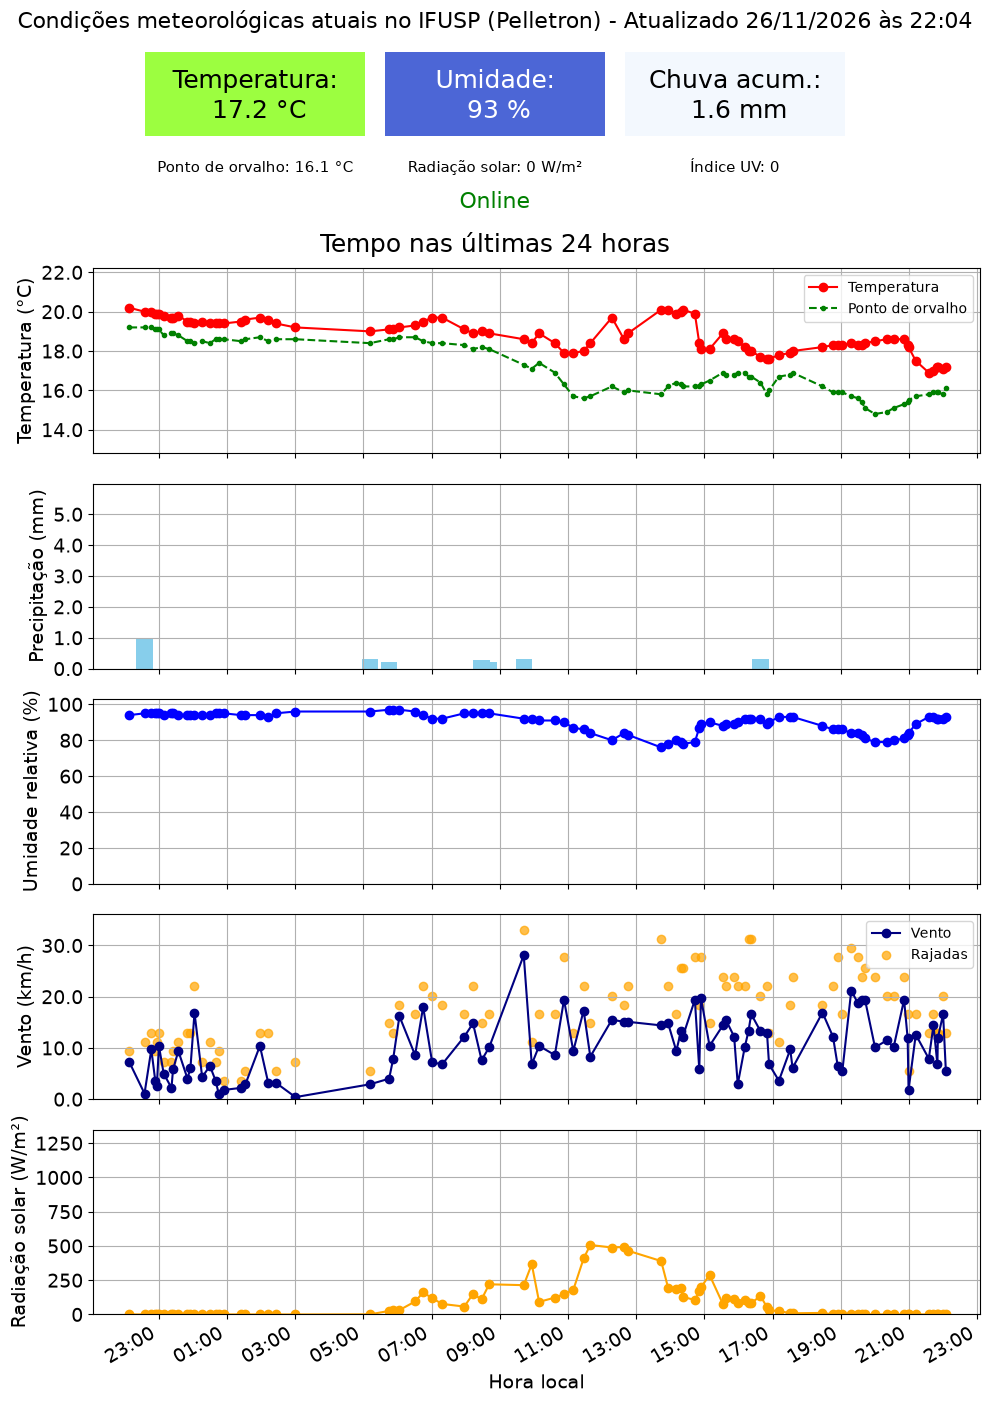 Condições meteorológicas atuais no IFUSP (Pelletron) - Atualizado 26/11/2026 às 22:04
Temperatura:
17.2 °C
Umidade:
93 %
Chuva acum.:
1.6 mm
Ponto de orvalho: 16.1 °C
Radiação solar: 0 W/m²
Índice UV: 0
Online
Tempo nas últimas 24 horas
Temperatura (°C)
22.0
20.0
18.0
16.0
14.0
Temperatura
Ponto de orvalho
Precipitação (mm)
5.0
4.0
3.0
2.0
1.0
0.0
Umidade relativa (%)
100
80
60
40
20
0
Vento (km/h)
30.0
20.0
10.0
0.0
Vento
Rajadas
Radiação solar (W/m²)
1250
1000
750
500
250
0
23:00
01:00
03:00
05:00
07:00
09:00
11:00
13:00
15:00
17:00
19:00
21:00
23:00
Hora local